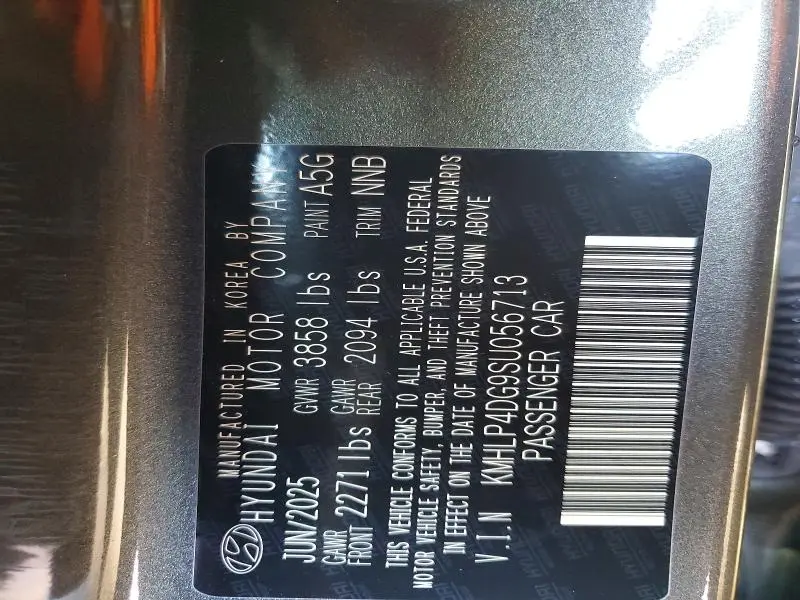 MANUFACTURED IN KOREA BY
HYUNDAI MOTOR COMPANY
JUN/2025 GVWR 3858 lbs PAINT A5G
GAWR FRONT 2271 lbs GAWR REAR 2094 lbs TRIM NNB
THIS VEHICLE CONFORMS TO ALL APPLICABLE U.S.A. FEDERAL
MOTOR VEHICLE SAFETY, BUMPER, AND THEFT PREVENTION STANDARDS
IN EFFECT ON THE DATE OF MANUFACTURE SHOWN ABOVE
V.I.N KMHLP4DG9SU056713
PASSENGER CAR